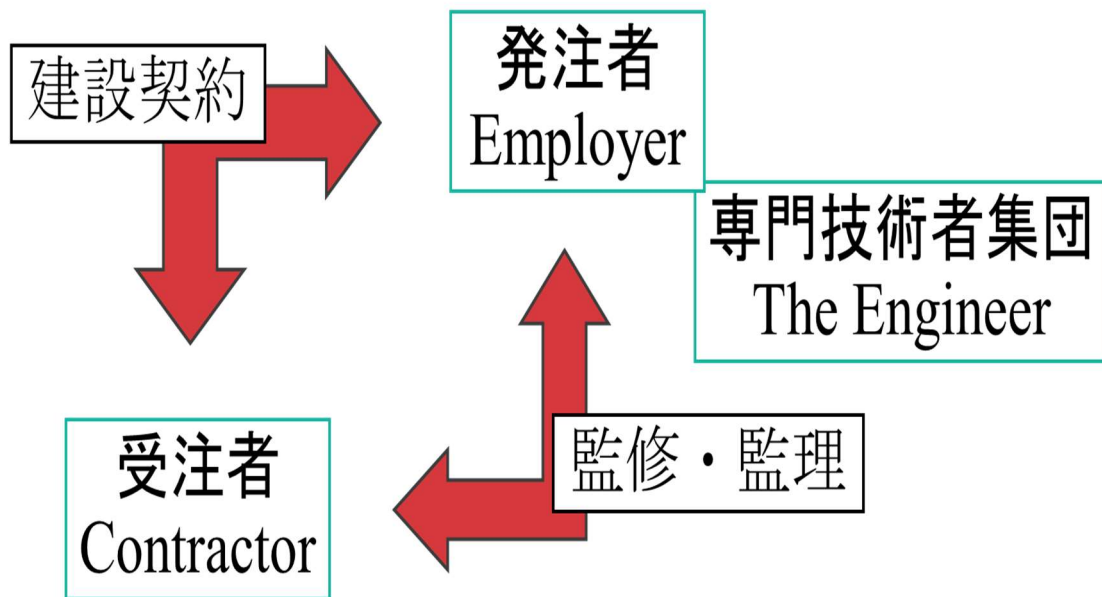 建設契約
発注者
Employer
専門技術者集団
The Engineer
監修・監理
受注者
Contractor